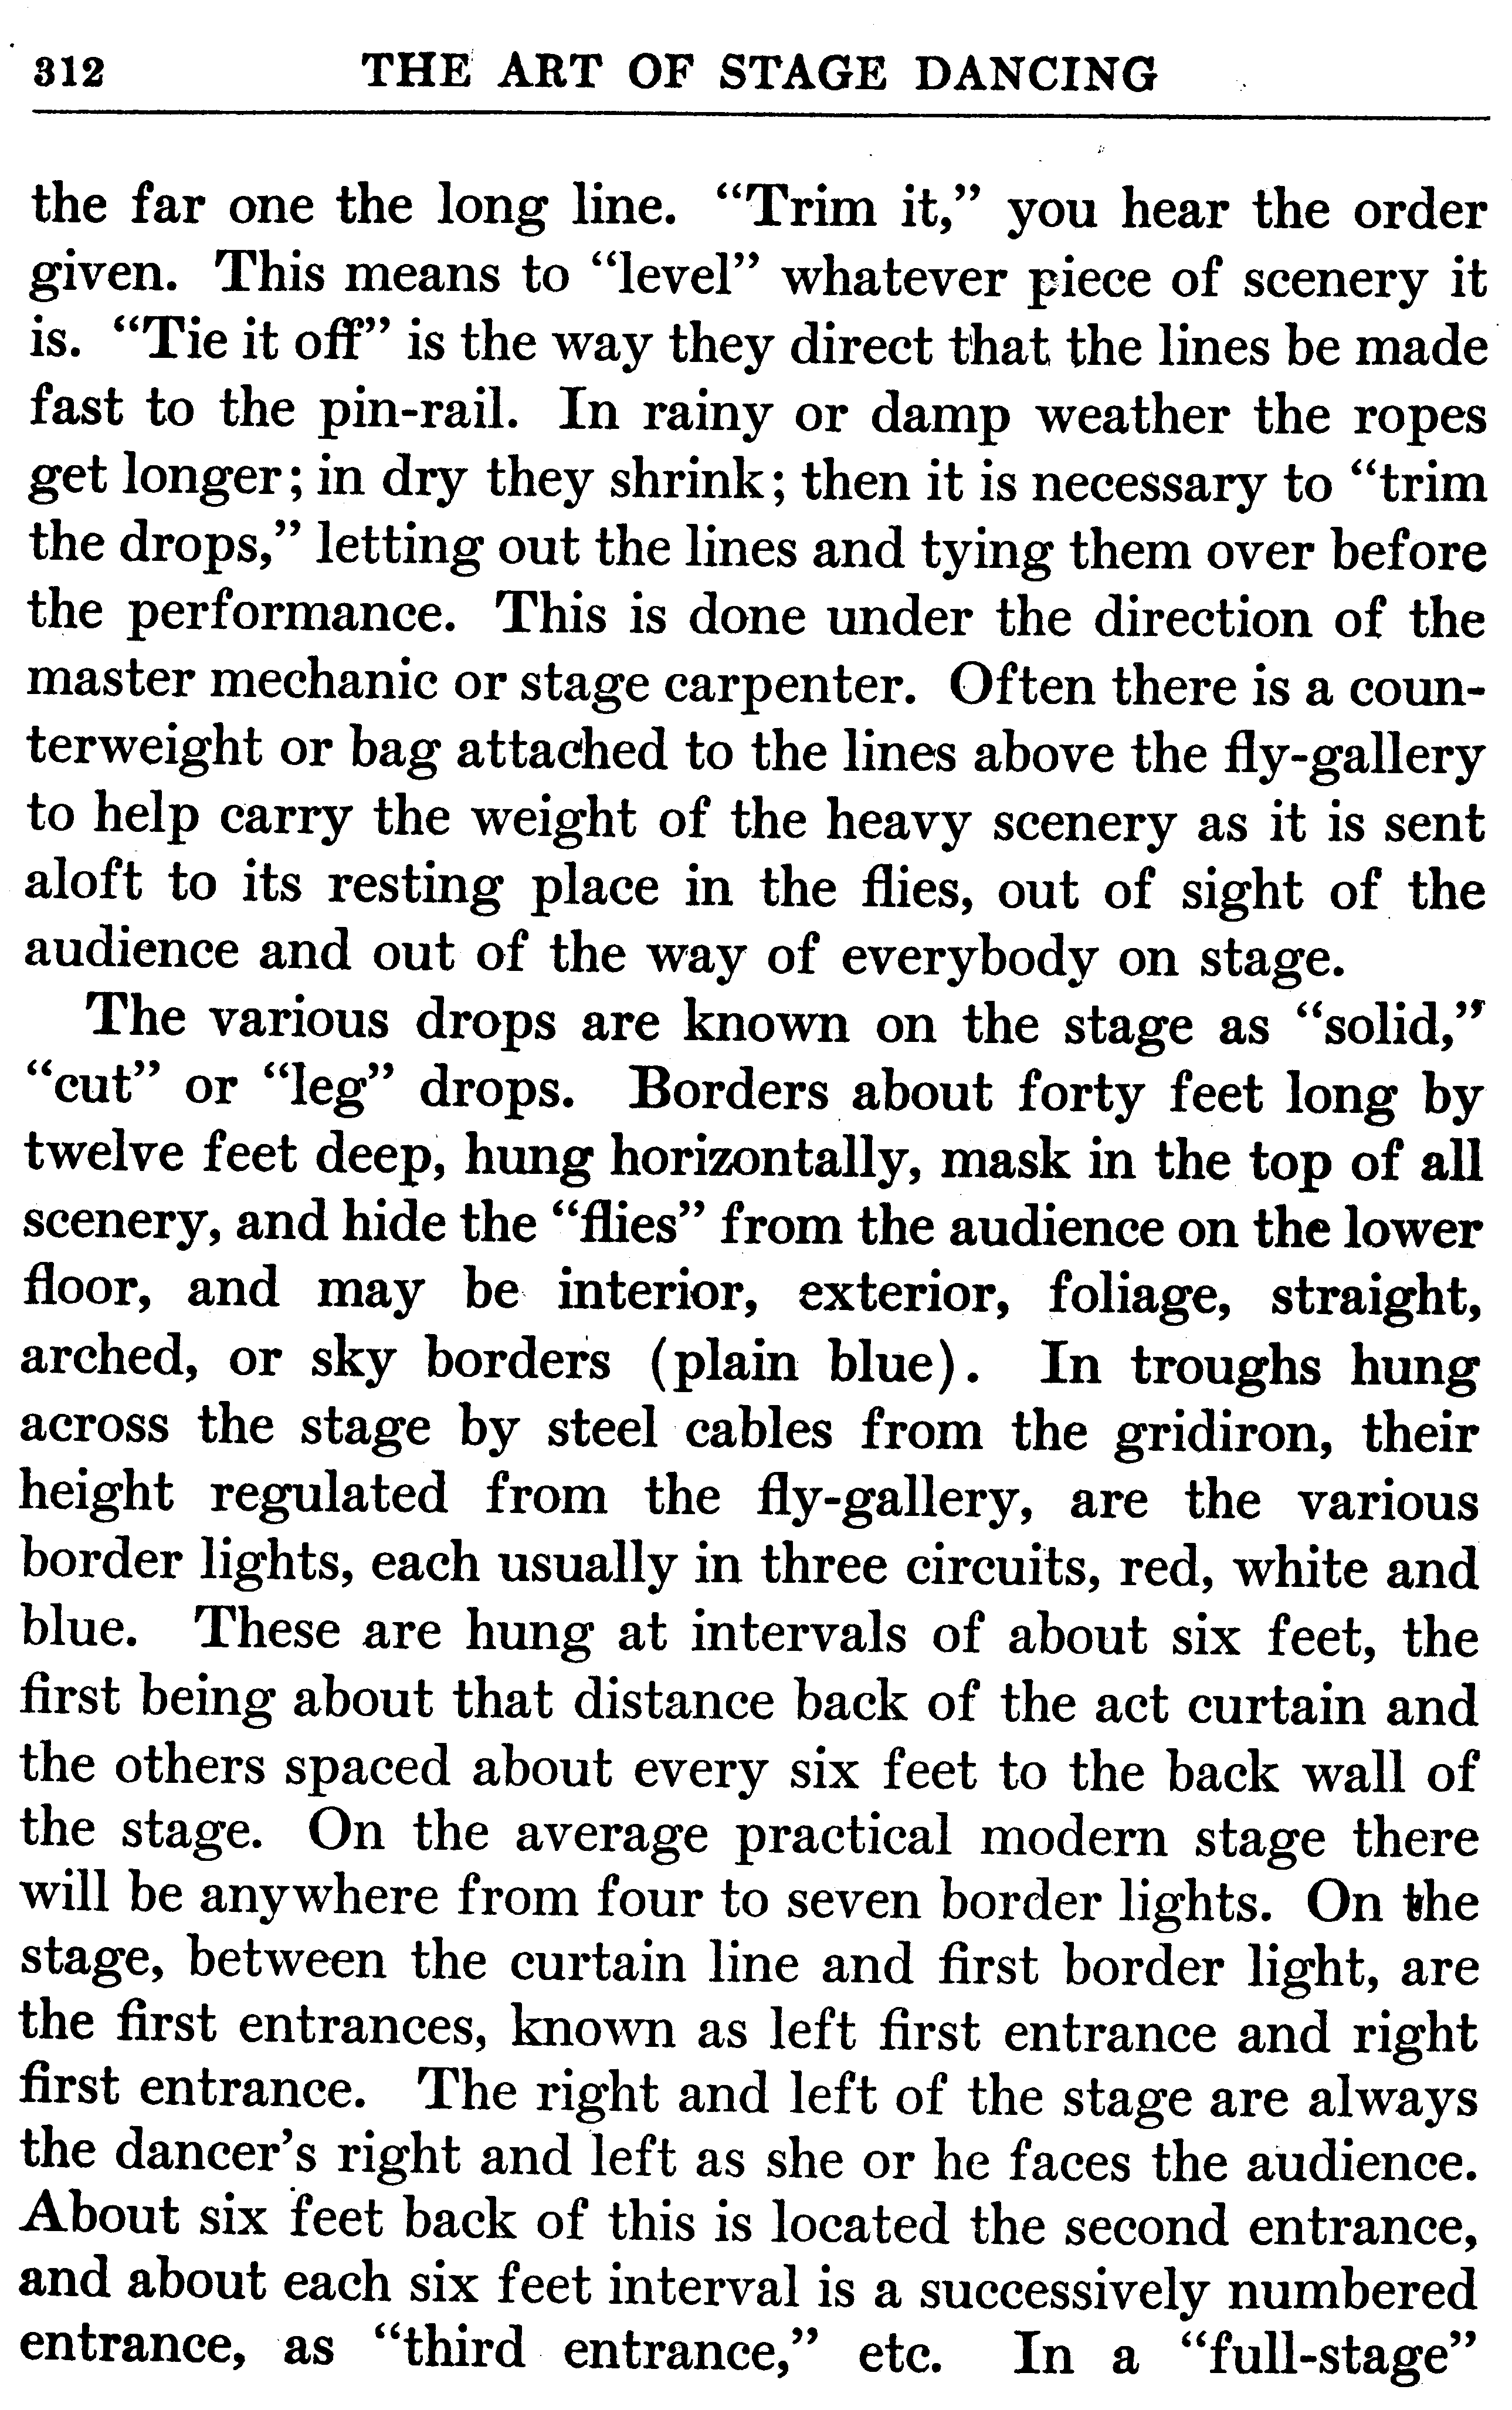 312 THE ART OF STAGE DANCING
the far one the long line. “Trim it,” you hear the order
given. This means to “level” whatever piece of scenery it
is. “Tie it off” is the way they direct that the lines be made
fast to the pin-rail. In rainy or damp weather the ropes
get longer; in dry they shrink; then it is necessary to “trim
the drops,” letting out the lines and tying them over before
the performance. This is done under the direction of the
master mechanic or stage carpenter. Often there is a coun-
terweight or bag attached to the lines above the fly-gallery
to help carry the weight of the heavy scenery as it is sent
aloft to its resting place in the flies, out of sight of the
audience and out of the way of everybody on stage.
The various drops are known on the stage as “solid,”
“cut” or “leg” drops. Borders about forty feet long by
twelve feet deep, hung horizontally, mask in the top of all
scenery, and hide the “flies” from the audience on the lower
floor, and may be interior, exterior, foliage, straight,
arched, or sky borders (plain blue). In troughs hung
across the stage by steel cables from the gridiron, their
height regulated from the fly-gallery, are the various
border lights, each usually in three circuits, red, white and
blue. These are hung at intervals of about six feet, the
first being about that distance back of the act curtain and
the others spaced about every six feet to the back wall of
the stage. On the average practical modern stage there
will be anywhere from four to seven border lights. On the
stage, between the curtain line and first border light, are
the first entrances, known as left first entrance and right
first entrance. The right and left of the stage are always
the dancer’s right and left as she or he faces the audience.
About six feet back of this is located the second entrance,
and about each six feet interval is a successively numbered
entrance, as “third entrance,” etc. In a “full-stage”